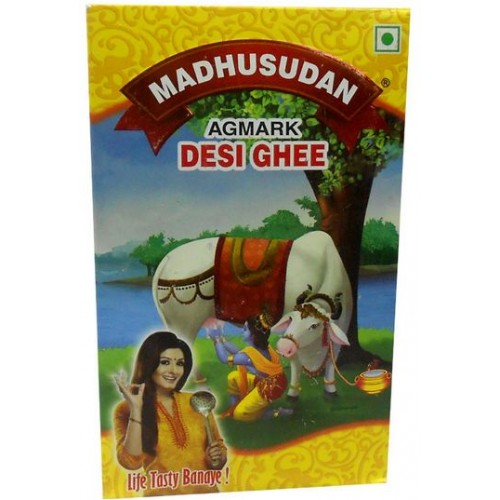 MADHUSUDAN
®
AGMARK
DESI GHEE
Life Tasty Banaye !